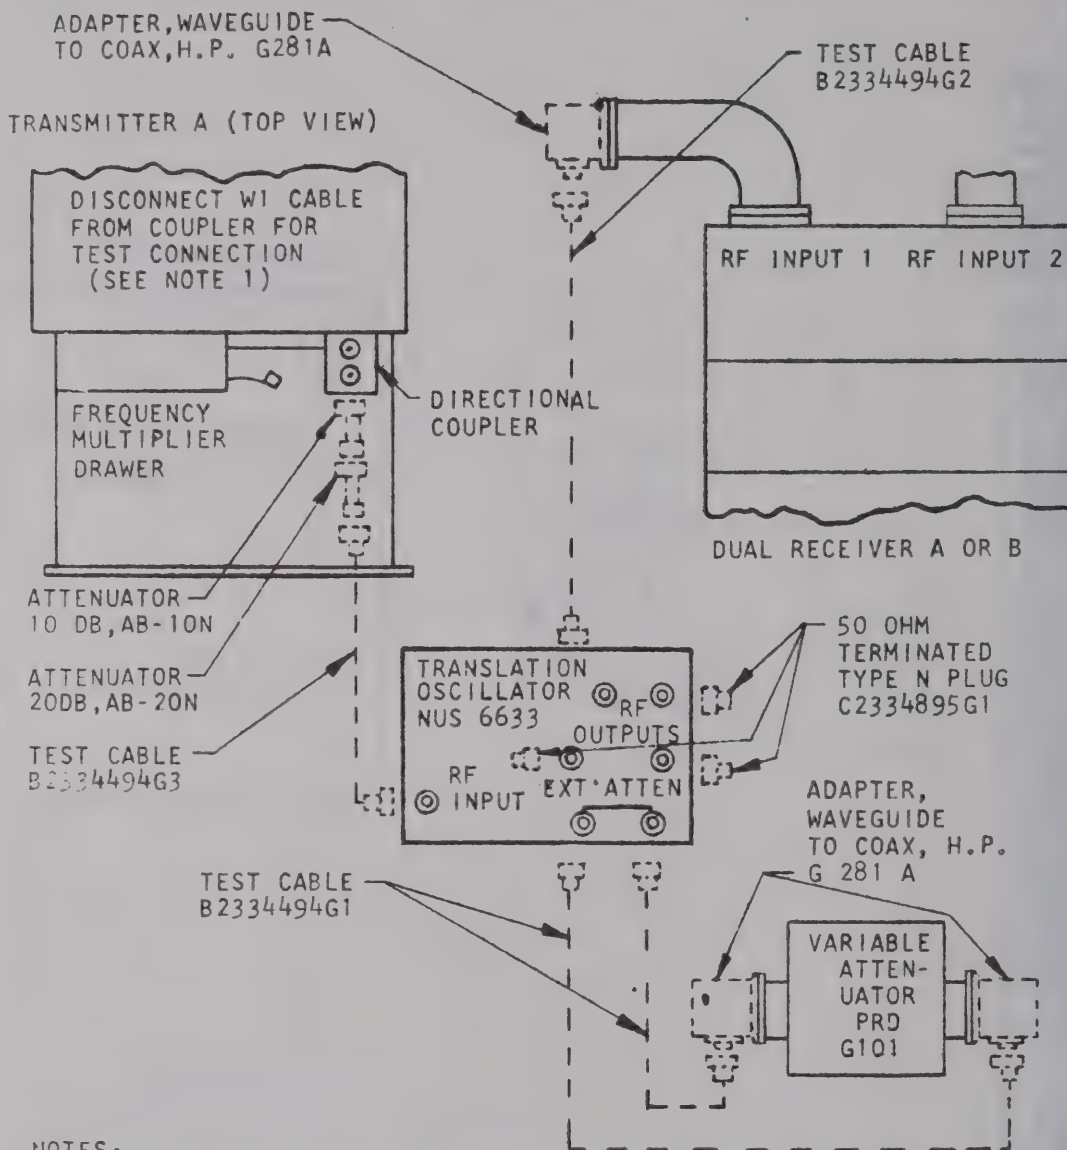 ADAPTER, WAVEGUIDE
TO COAX, H.P. G281A
TEST CABLE
B2334494G2
TRANSMITTER A (TOP VIEW)
DISCONNECT W1 CABLE
FROM COUPLER FOR
TEST CONNECTION
(SEE NOTE 1)
RF INPUT 1 RF INPUT 2
DIRECTIONAL
COUPLER
FREQUENCY
MULTIPLIER
DRAWER
DUAL RECEIVER A OR B
ATTENUATOR
10 DB, AB-10N
ATTENUATOR
20DB, AB-20N
TEST CABLE
B2334494G3
TRANSLATION
OSCILLATOR
NUS 6633
RF
OUTPUTS
RF
INPUT
EXT ATTEN
50 OHM
TERMINATED
TYPE N PLUG
C2334895G1
ADAPTER,
WAVEGUIDE
TO COAX, H.P.
G 281 A
TEST CABLE
B2334494G1
VARIABLE
ATTEN-
UATOR
PRD
G101
NOTES: